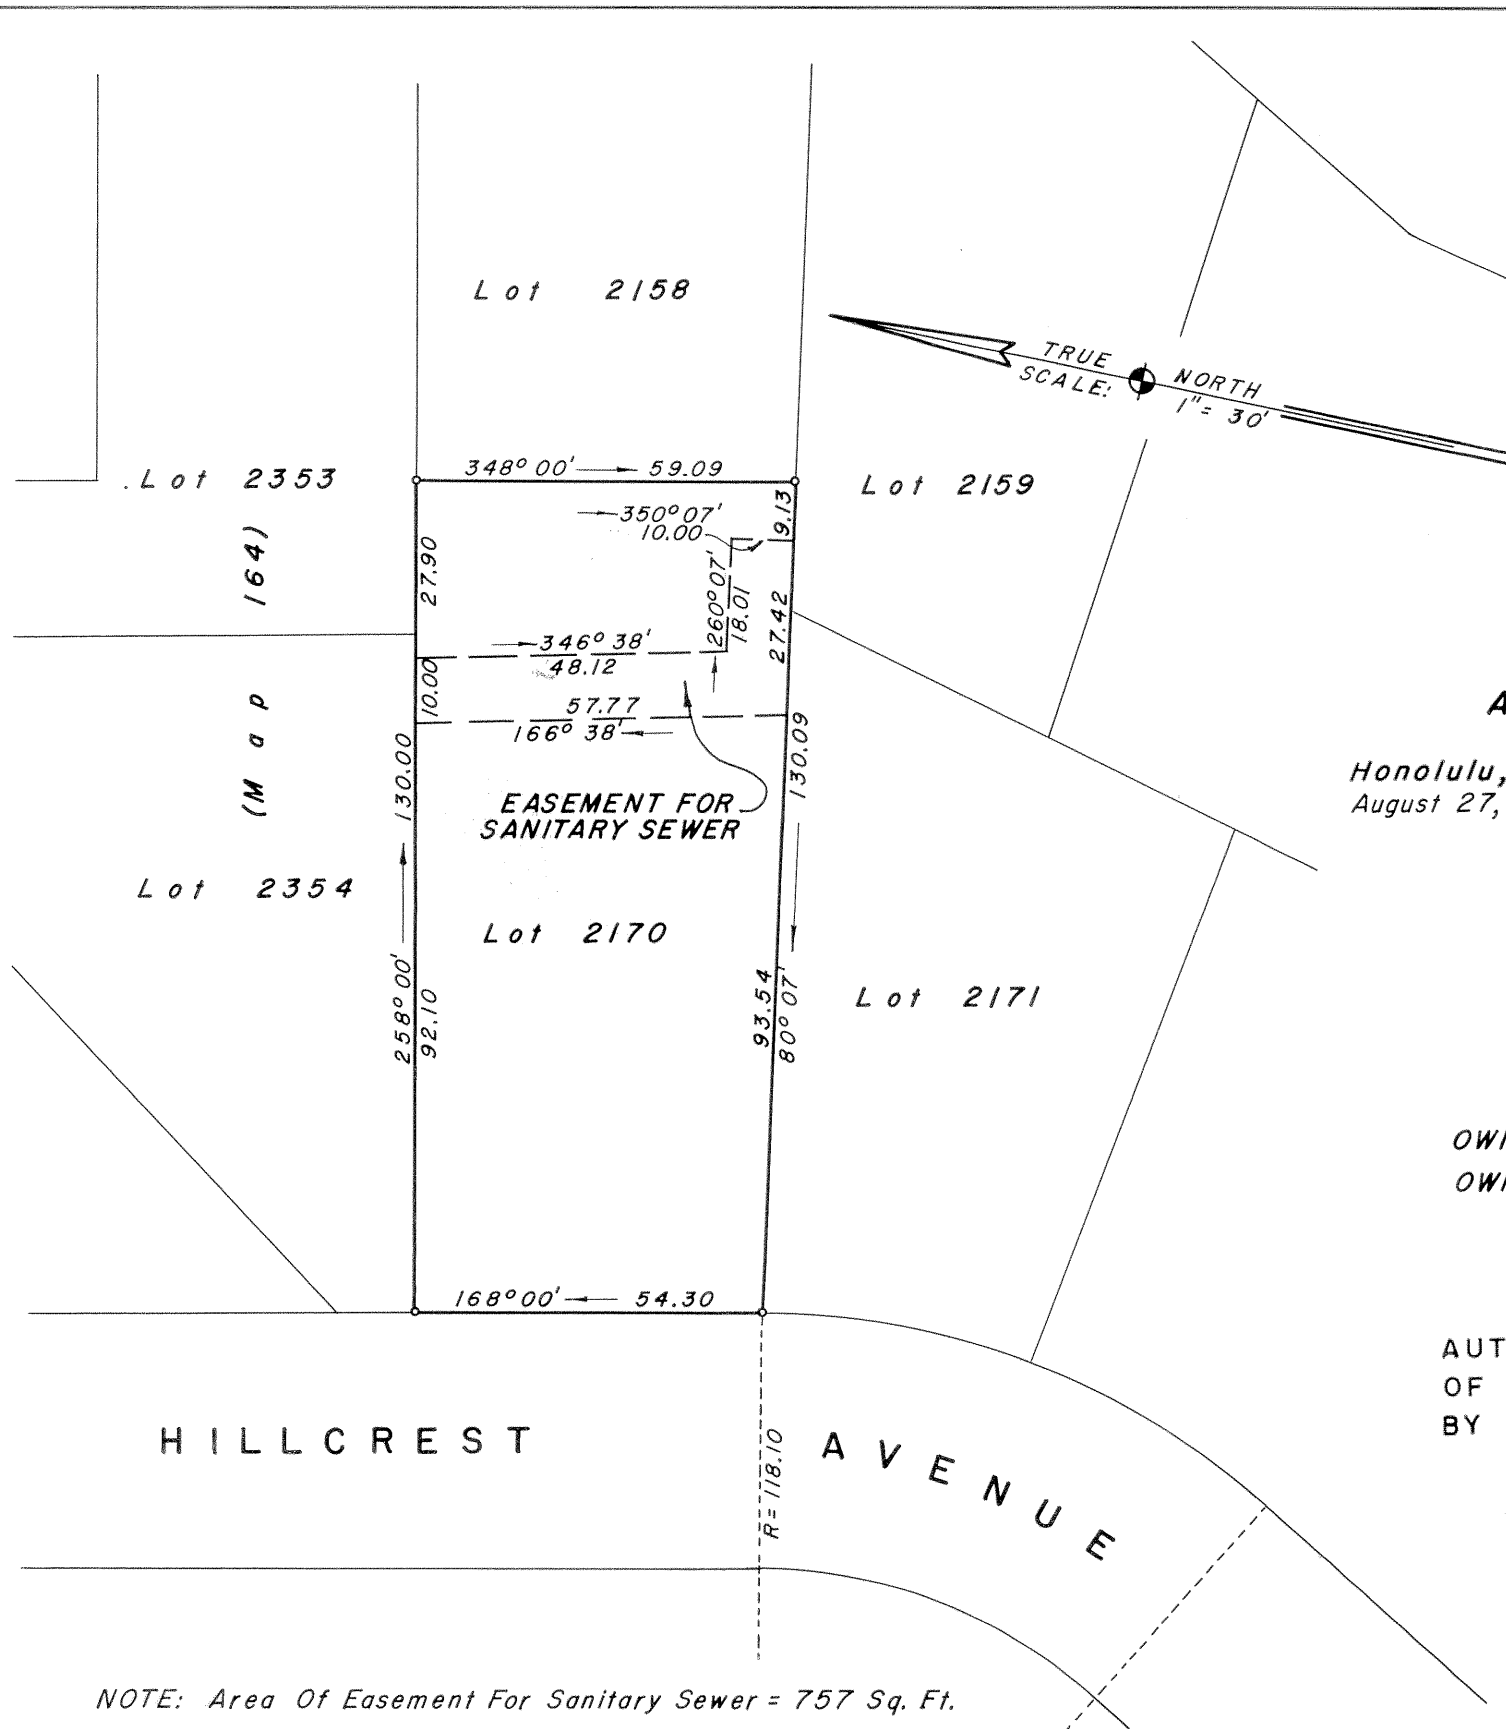 Lot 2158
TRUE NORTH
SCALE: 1"= 30'
.Lot 2353
348° 00' 59.09
Lot 2159
350° 07'
10.00
9.13
27.90
260° 07'
18.01
27.42
346° 38'
48.12
10.00
57.77
166° 38'
(Map 164)
130.00
130.09
EASEMENT FOR
SANITARY SEWER
A
Honolulu,
August 27,
Lot 2354
Lot 2170
258° 00'
92.10
93.54
80° 07'
Lot 2171
OWN
OWN
168° 00' 54.30
AUT
OF
BY
HILLCREST AVENUE
R = 118.10
NOTE: Area Of Easement For Sanitary Sewer = 757 Sq. Ft.